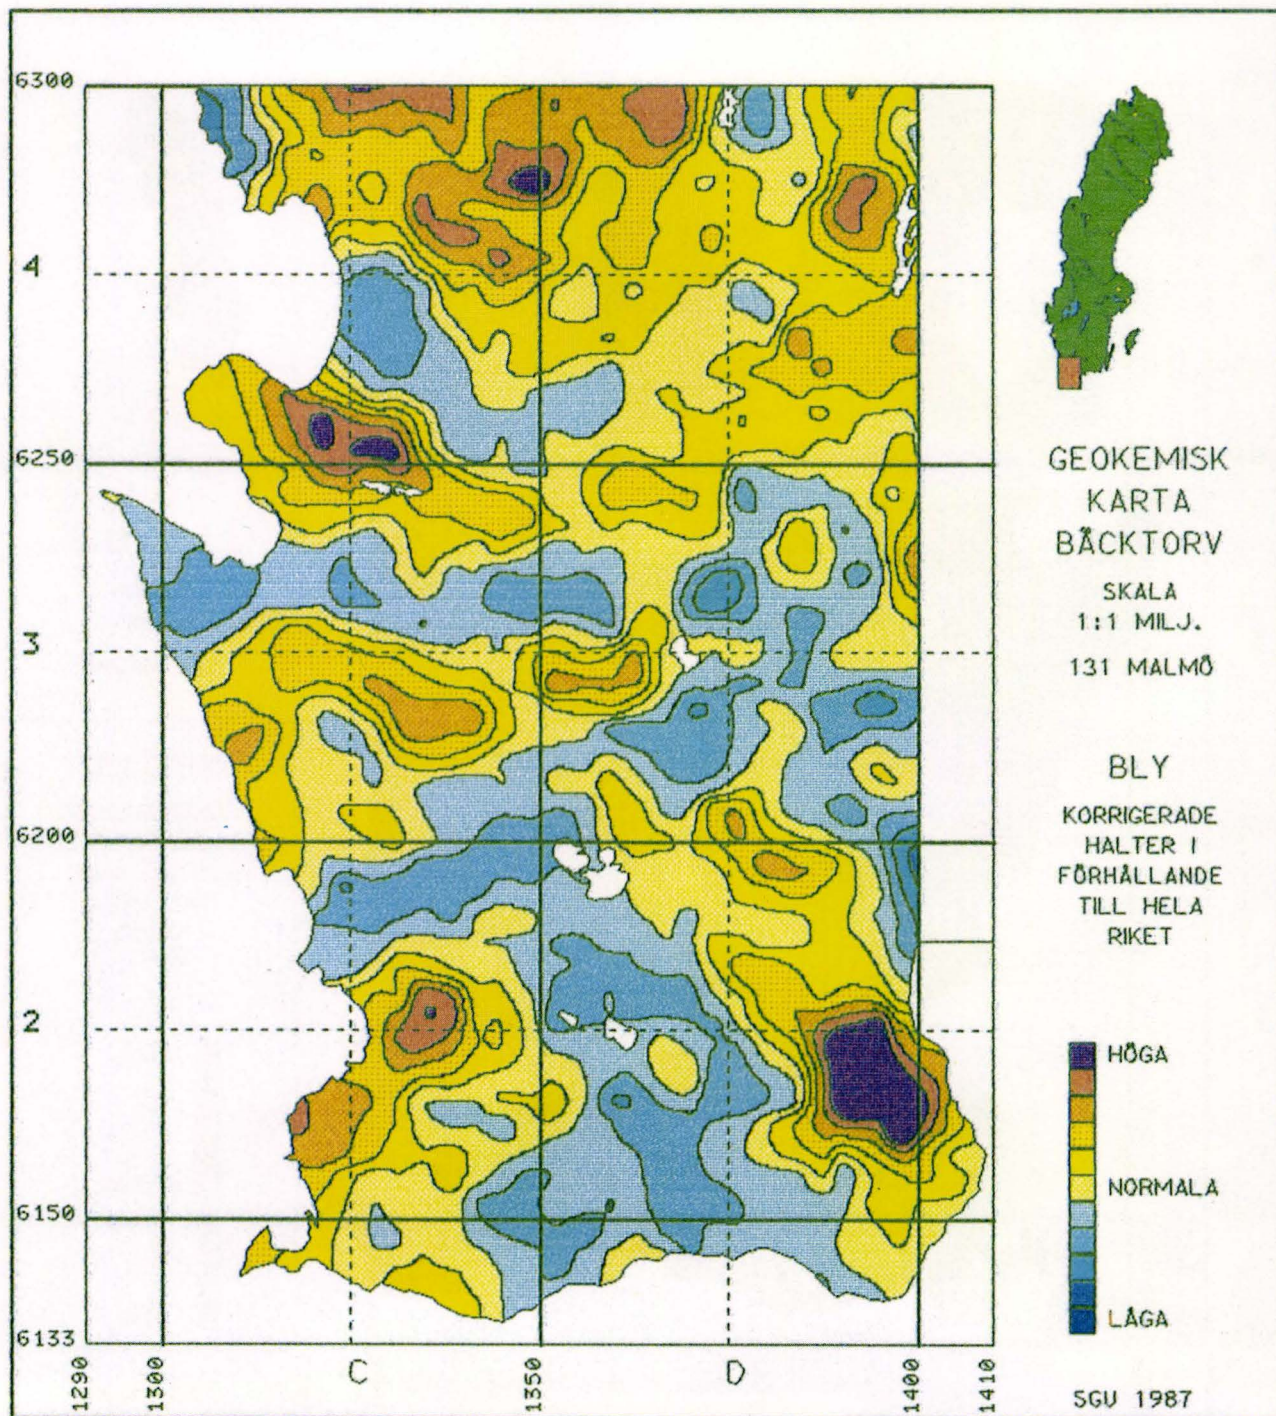 6300
4
6250
3
6200
2
6150
6133
1290
1300
C
1350
D
1400
1410
GEOKEMISK
KARTA
BÄCKTORV
SKALA
1:1 MILJ.
131 MALMÖ
BLY
KORRIGERADE
HALTER I
FÖRHÅLLANDE
TILL HELA
RIKET
HÖGA
NORMALA
LÅGA
SGU 1987